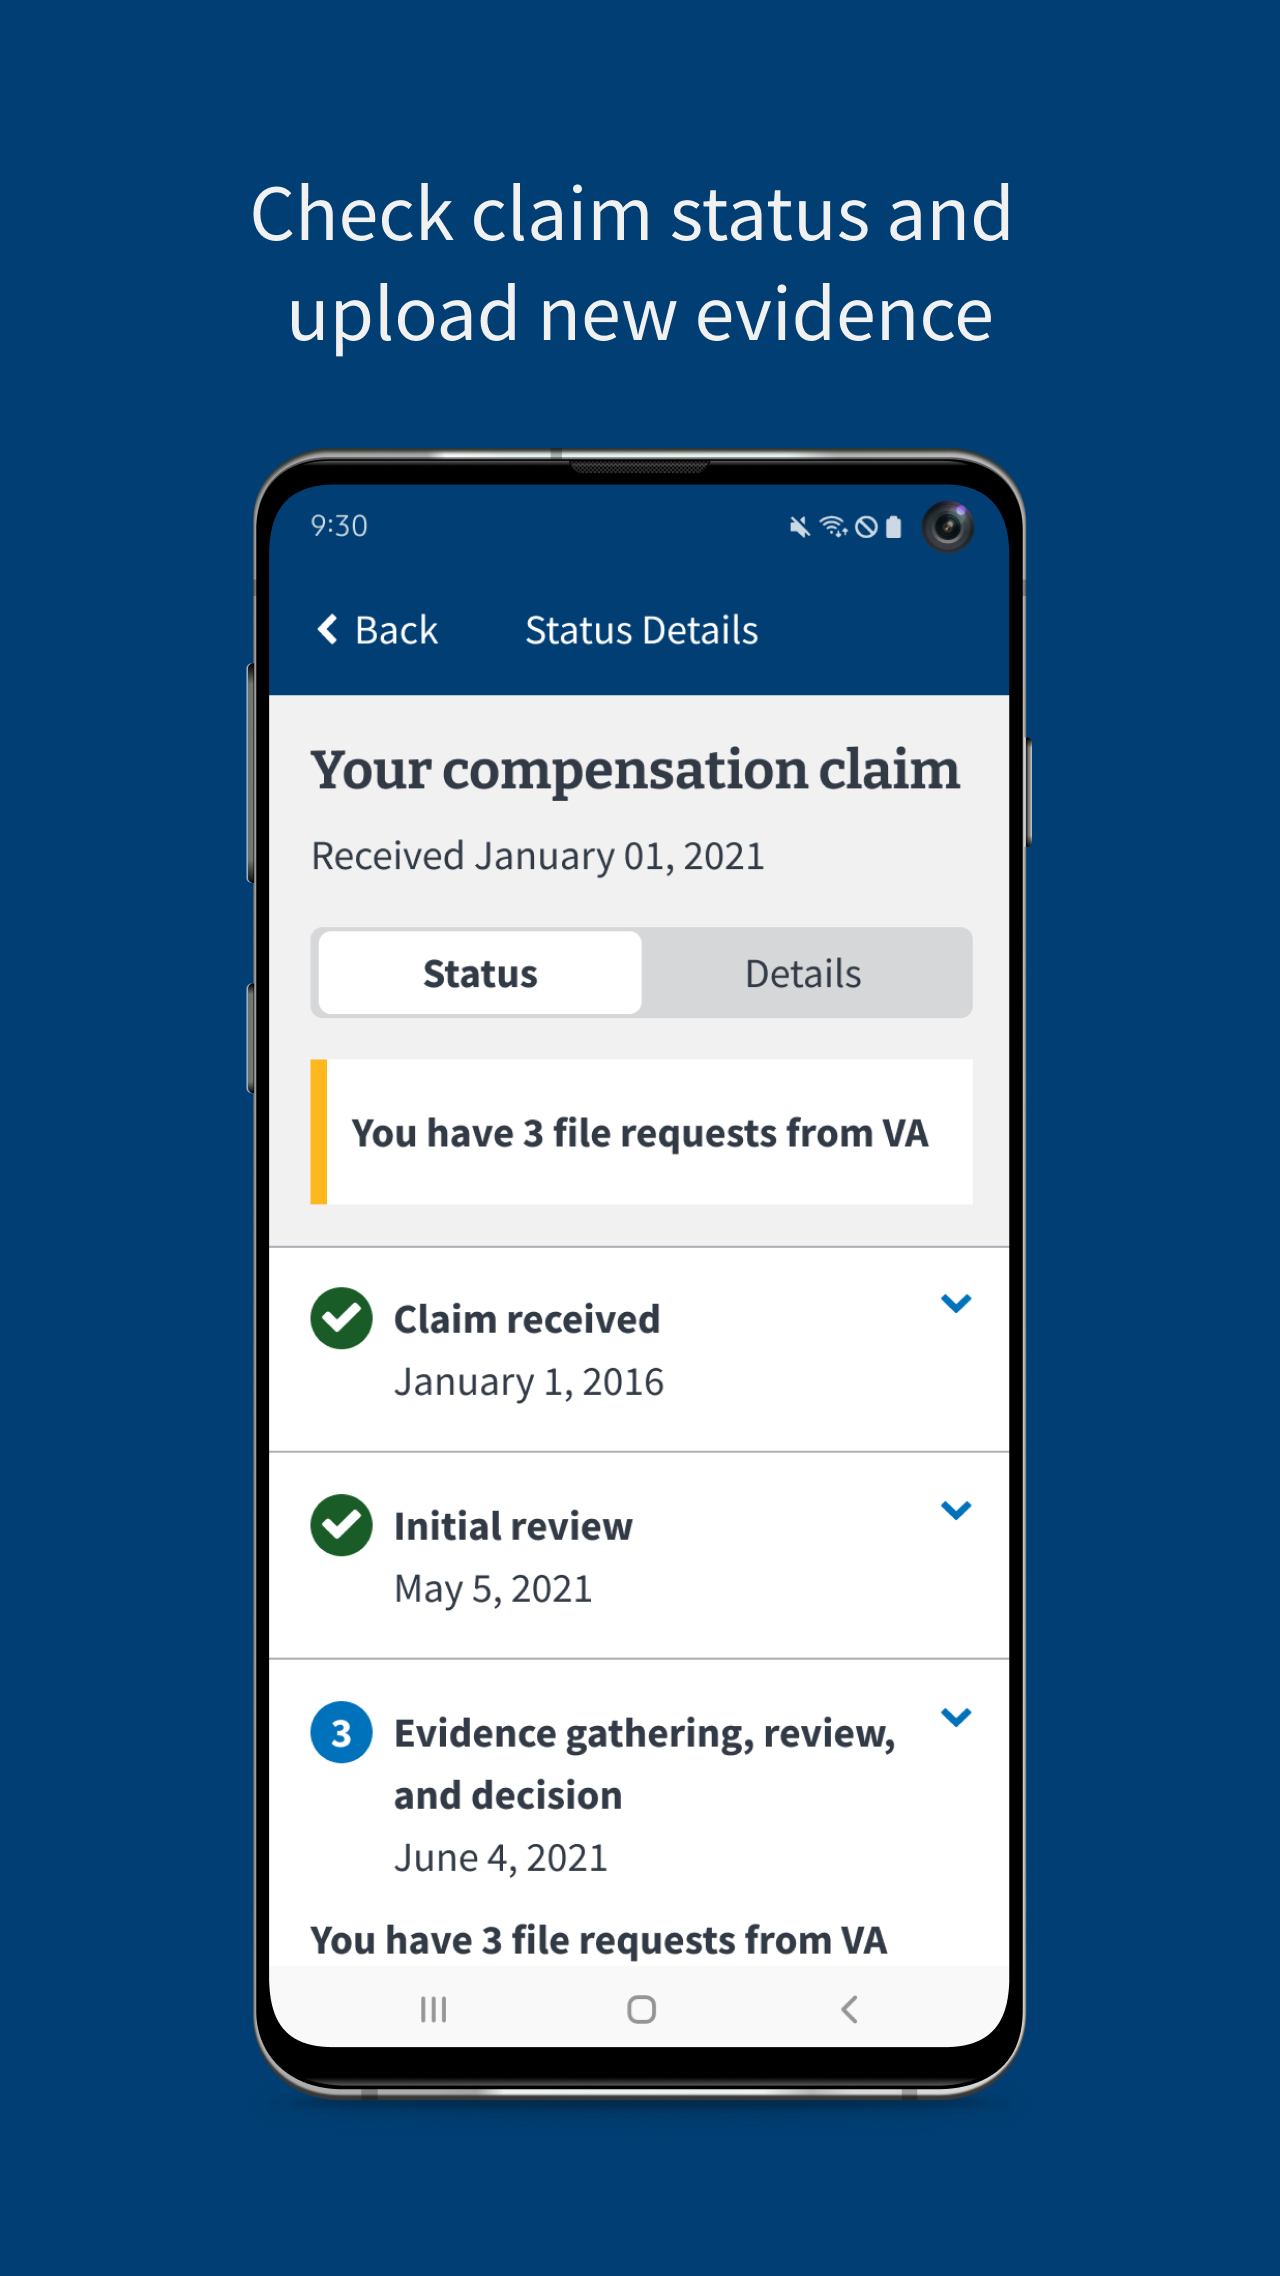 Check claim status and
upload new evidence
9:30
Back
Status Details
Your compensation claim
Received January 01, 2021
Status
Details
You have 3 file requests from VA
Claim received
January 1, 2016
Initial review
May 5, 2021
3
Evidence gathering, review,
and decision
June 4, 2021
You have 3 file requests from VA